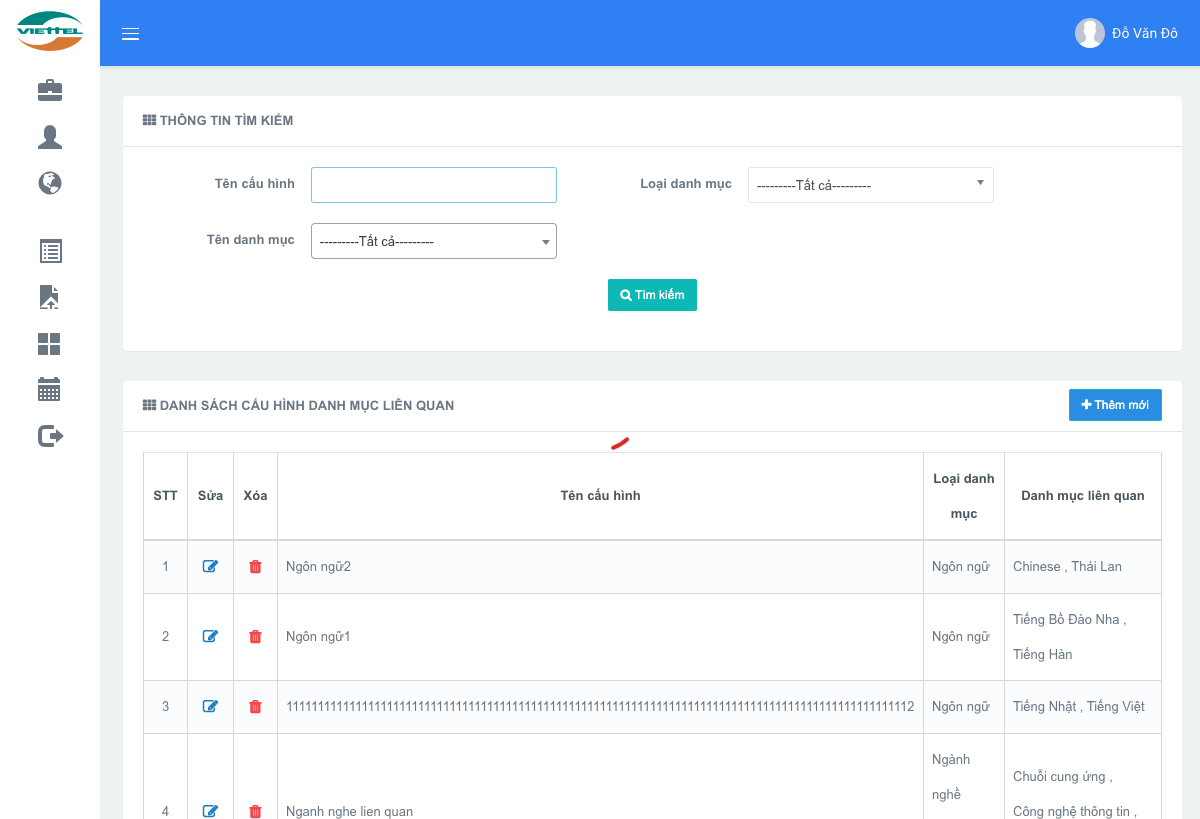 VIETTEL
Đỗ Văn Đô
THÔNG TIN TÌM KIẾM
Tên cấu hình
Loại danh mục
---------Tất cả---------
Tên danh mục
---------Tất cả---------
Tìm kiếm
DANH SÁCH CẤU HÌNH DANH MỤC LIÊN QUAN
Thêm mới
STT
Sửa
Xóa
Tên cấu hình
Loại danh
mục
Danh mục liên quan
1
Ngôn ngữ2
Ngôn ngữ
Chinese , Thái Lan
2
Ngôn ngữ1
Ngôn ngữ
Tiếng Bồ Đào Nha ,
Tiếng Hàn
3
Ngôn ngữ
Tiếng Nhật , Tiếng Việt
4
Nganh nghe lien quan
Ngành
nghề
Chuỗi cung ứng ,
Công nghệ thông tin ,